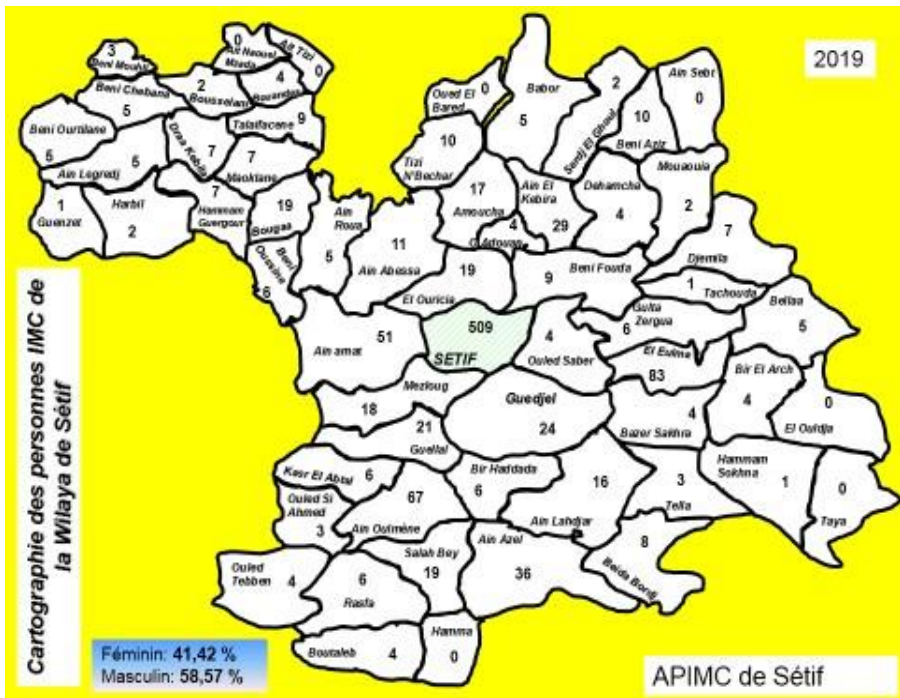 2019
Cartographie des personnes IMC de
la Wilaya de Sétif
3
Beni Mouhli
0
Ait Naoual
Mzada
Ait Tizi
0
Beni Chebana
5
2
Bousselam
4
Bouandas
Talaifacene
9
Beni Ourtilane
5
Ain Legredj
5
Draa Kebila
7
7
Maoktane
1
Guenzet
Harbil
2
7
Hammam
Guergour
19
Bougaa
Beni
Oussine
6
Oued El
Bared
0
Babor
5
2
Serdj El Ghoul
10
Beni Aziz
Ain Sebt
0
10
Tizi
N'Bechar
17
Amoucha
Ain El
Kebira
29
Dehamcha
4
Mouaouia
2
4
O Adouan
Ain
Roua
5
11
Ain Abessa
19
El Ouricia
9
Beni Fouda
7
Djemila
1
Tachouda
Bellaa
5
Gulta
Zergua
6
El Eulma
83
Ain amat
51
509
SETIF
4
Ouled Saber
Bir El Arch
4
0
El Ouldja
Mezloug
18
Guedjel
24
21
Guellal
4
Bazer Sakhra
Hammam
Sokhna
1
0
Taya
Kasr El Abtal
6
Bir Haddada
6
16
Ain Lahdjar
3
Tella
Ouled Si
Ahmed
3
67
Ain Oulmène
Salah Bey
19
Ain Azel
36
8
Beida Bordj
Ouled
Tebben
4
6
Rasfa
Boutaleb
4
Hamma
0
Féminin: 41,42 %
Masculin: 58,57 %
APIMC de Sétif